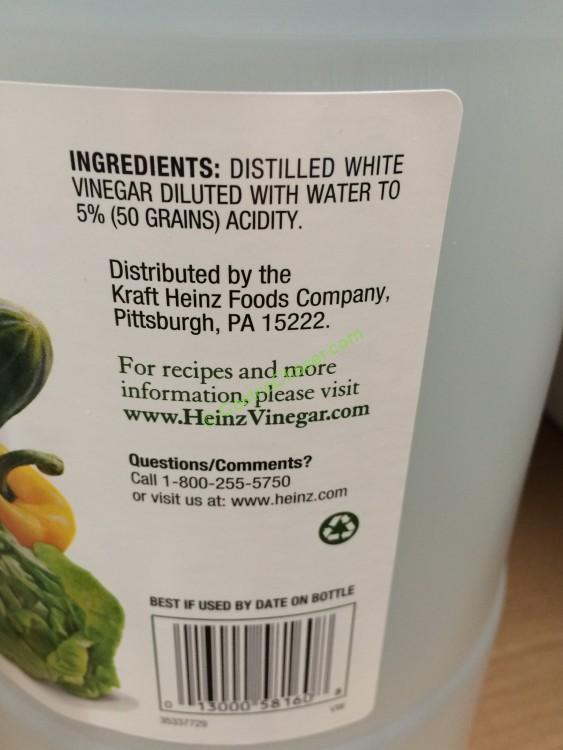 INGREDIENTS: DISTILLED WHITE
VINEGAR DILUTED WITH WATER TO
5% (50 GRAINS) ACIDITY.
Distributed by the
Kraft Heinz Foods Company,
Pittsburgh, PA 15222.
For recipes and more
information, please visit
www.HeinzVinegar.com
Questions/Comments?
Call 1-800-255-5750
or visit us at: www.heinz.com
BEST IF USED BY DATE ON BOTTLE
0 13000 58160 8
35337729 VW